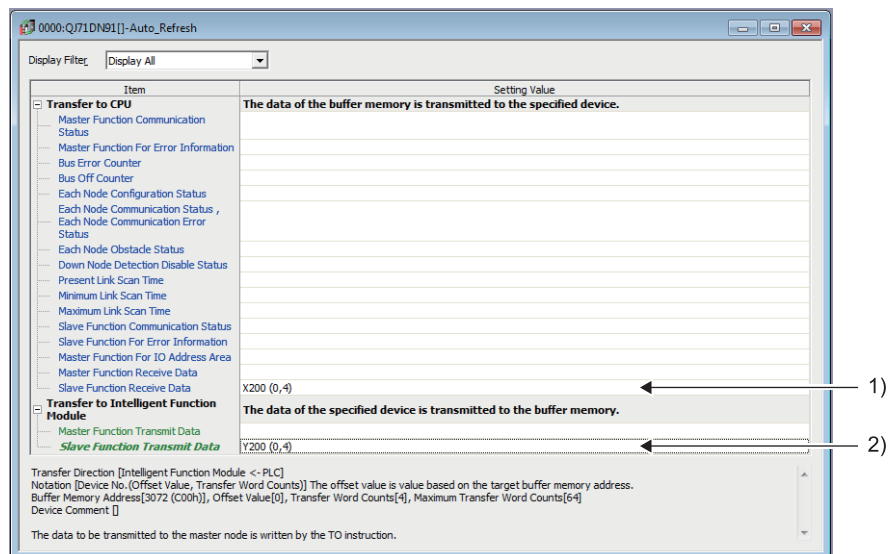 0000:QJ71DN91[]-Auto_Refresh
Display Filter Display All
Item Setting Value
Transfer to CPU The data of the buffer memory is transmitted to the specified device.
Master Function Communication
Status
Master Function For Error Information
Bus Error Counter
Bus Off Counter
Each Node Configuration Status
Each Node Communication Status ,
Each Node Communication Error
Status
Each Node Obstacle Status
Down Node Detection Disable Status
Present Link Scan Time
Minimum Link Scan Time
Maximum Link Scan Time
Slave Function Communication Status
Slave Function For Error Information
Master Function For IO Address Area
Master Function Receive Data
Slave Function Receive Data X200 (0,4) 1)
Transfer to Intelligent Function
Module The data of the specified device is transmitted to the buffer memory.
Master Function Transmit Data
Slave Function Transmit Data Y200 (0,4) 2)
Transfer Direction [Intelligent Function Module <- PLC]
Notation [Device No.(Offset Value, Transfer Word Counts)] The offset value is value based on the target buffer memory address.
Buffer Memory Address[3072 (C00h)], Offset Value[0], Transfer Word Counts[4], Maximum Transfer Word Counts[64]
Device Comment []
The data to be transmitted to the master node is written by the TO instruction.